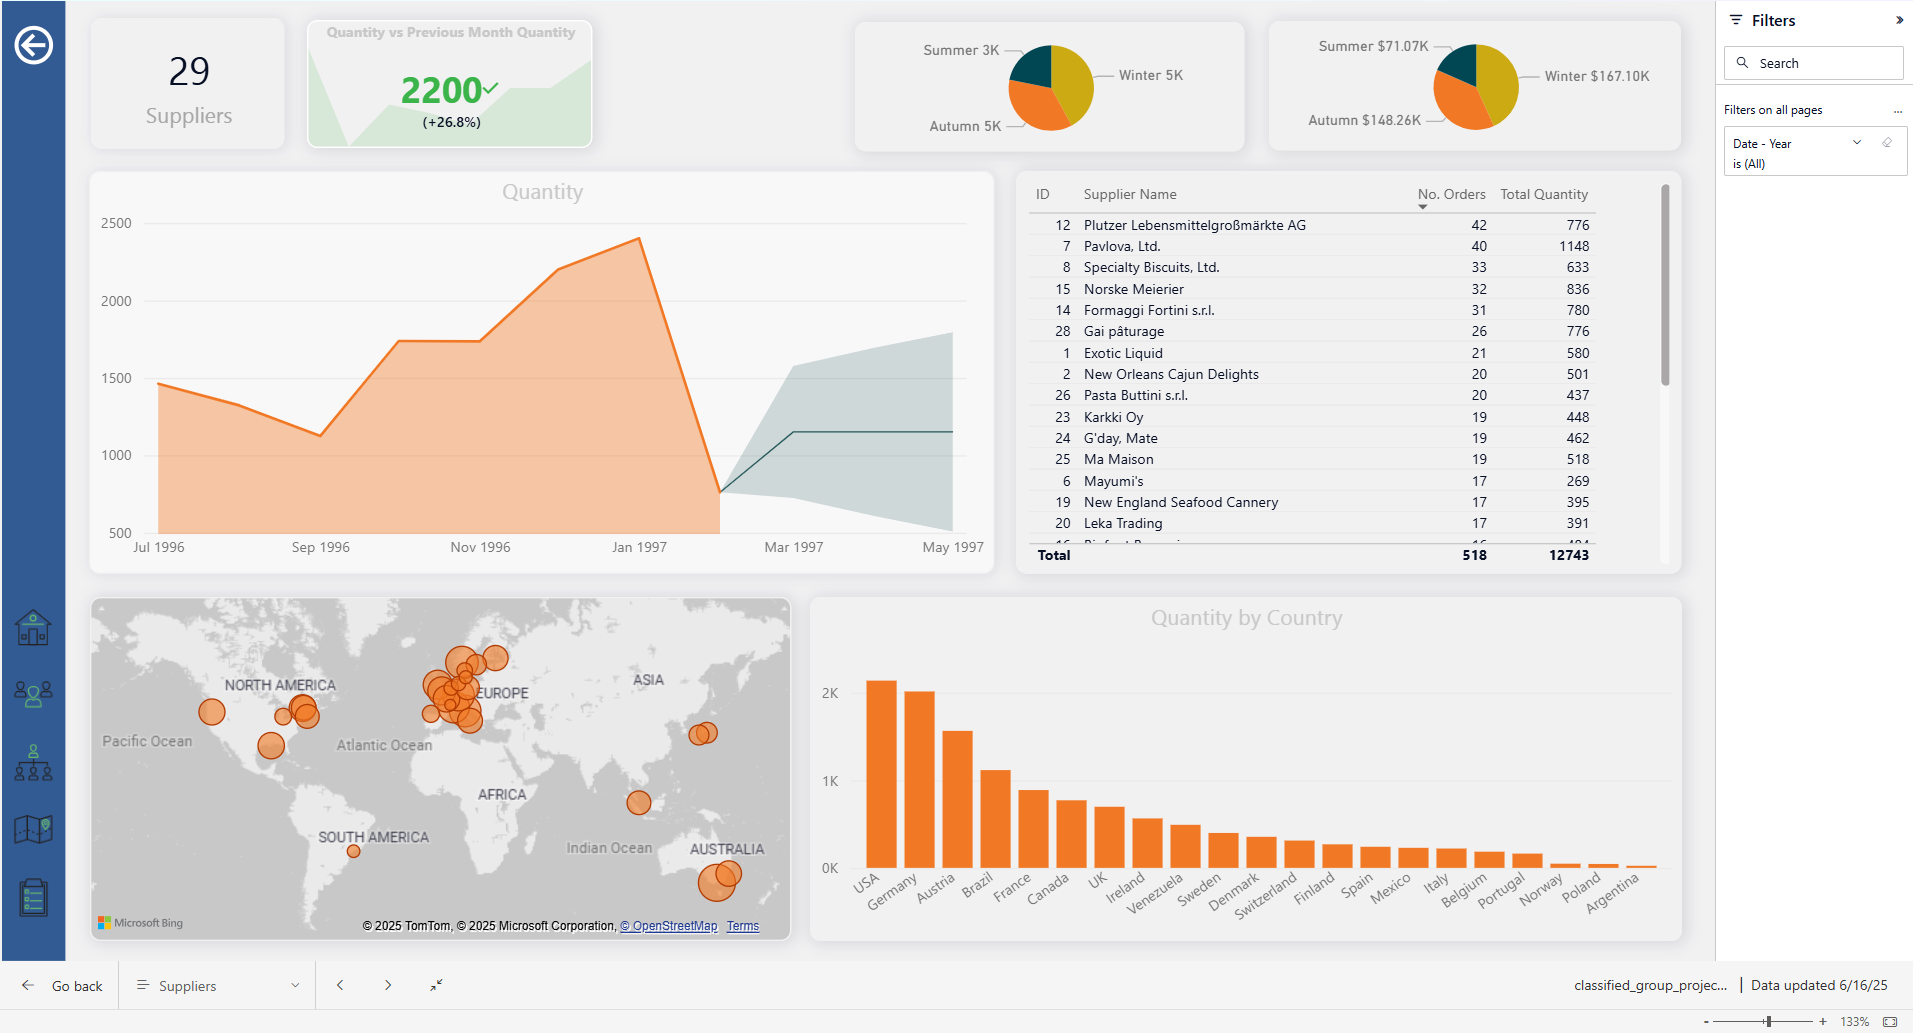 29
Suppliers
Quantity vs Previous Month Quantity
2200
(+26.8%)
Summer 3K
Winter 5K
Autumn 5K
Summer $71.07K
Winter $167.10K
Autumn $148.26K
Filters
Search
Filters on all pages
...
Date - Year
is (All)
Quantity
2500
2000
1500
1000
500
Jul 1996 Sep 1996 Nov 1996 Jan 1997 Mar 1997 May 1997
ID Supplier Name No. Orders Total Quantity
12 Plutzer Lebensmittelgroßmärkte AG 42 776
7 Pavlova, Ltd. 40 1148
8 Specialty Biscuits, Ltd. 33 633
15 Norske Meierier 32 836
14 Formaggi Fortini s.r.l. 31 780
28 Gai pâturage 26 776
1 Exotic Liquid 21 580
2 New Orleans Cajun Delights 20 501
26 Pasta Buttini s.r.l. 20 437
23 Karkki Oy 19 448
24 G'day, Mate 19 462
25 Ma Maison 19 518
6 Mayumi's 17 269
19 New England Seafood Cannery 17 395
20 Leka Trading 17 391
Total 518 12743
NORTH AMERICA
EUROPE
ASIA
Pacific Ocean
Atlantic Ocean
AFRICA
SOUTH AMERICA
Indian Ocean
AUSTRALIA
Microsoft Bing
© 2025 TomTom, © 2025 Microsoft Corporation, © OpenStreetMap Terms
Quantity by Country
2K
1K
0K
USA Germany Austria Brazil France Canada UK Ireland Venezuela Sweden Denmark Switzerland Finland Spain Mexico Italy Belgium Portugal Norway Poland Argentina
Go back
Suppliers
classified_group_projec... | Data updated 6/16/25
- + 133%